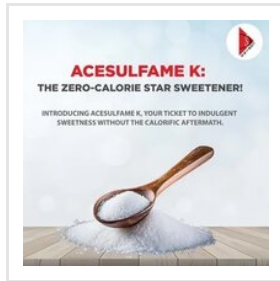 ACESULFAME K:
THE ZERO-CALORIE STAR SWEETENER!
INTRODUCING ACESULFAME K, YOUR TICKET TO INDULGENT
SWEETNESS WITHOUT THE CALORIFIC AFTERMATH.